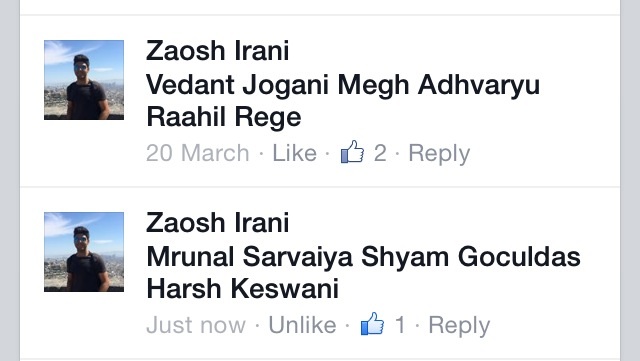 Zaosh Irani
Vedant Jogani Megh Adhvaryu
Raahil Rege
20 March · Like · 2 · Reply
Zaosh Irani
Mrunal Sarvaiya Shyam Goculdas
Harsh Keswani
Just now · Unlike · 1 · Reply